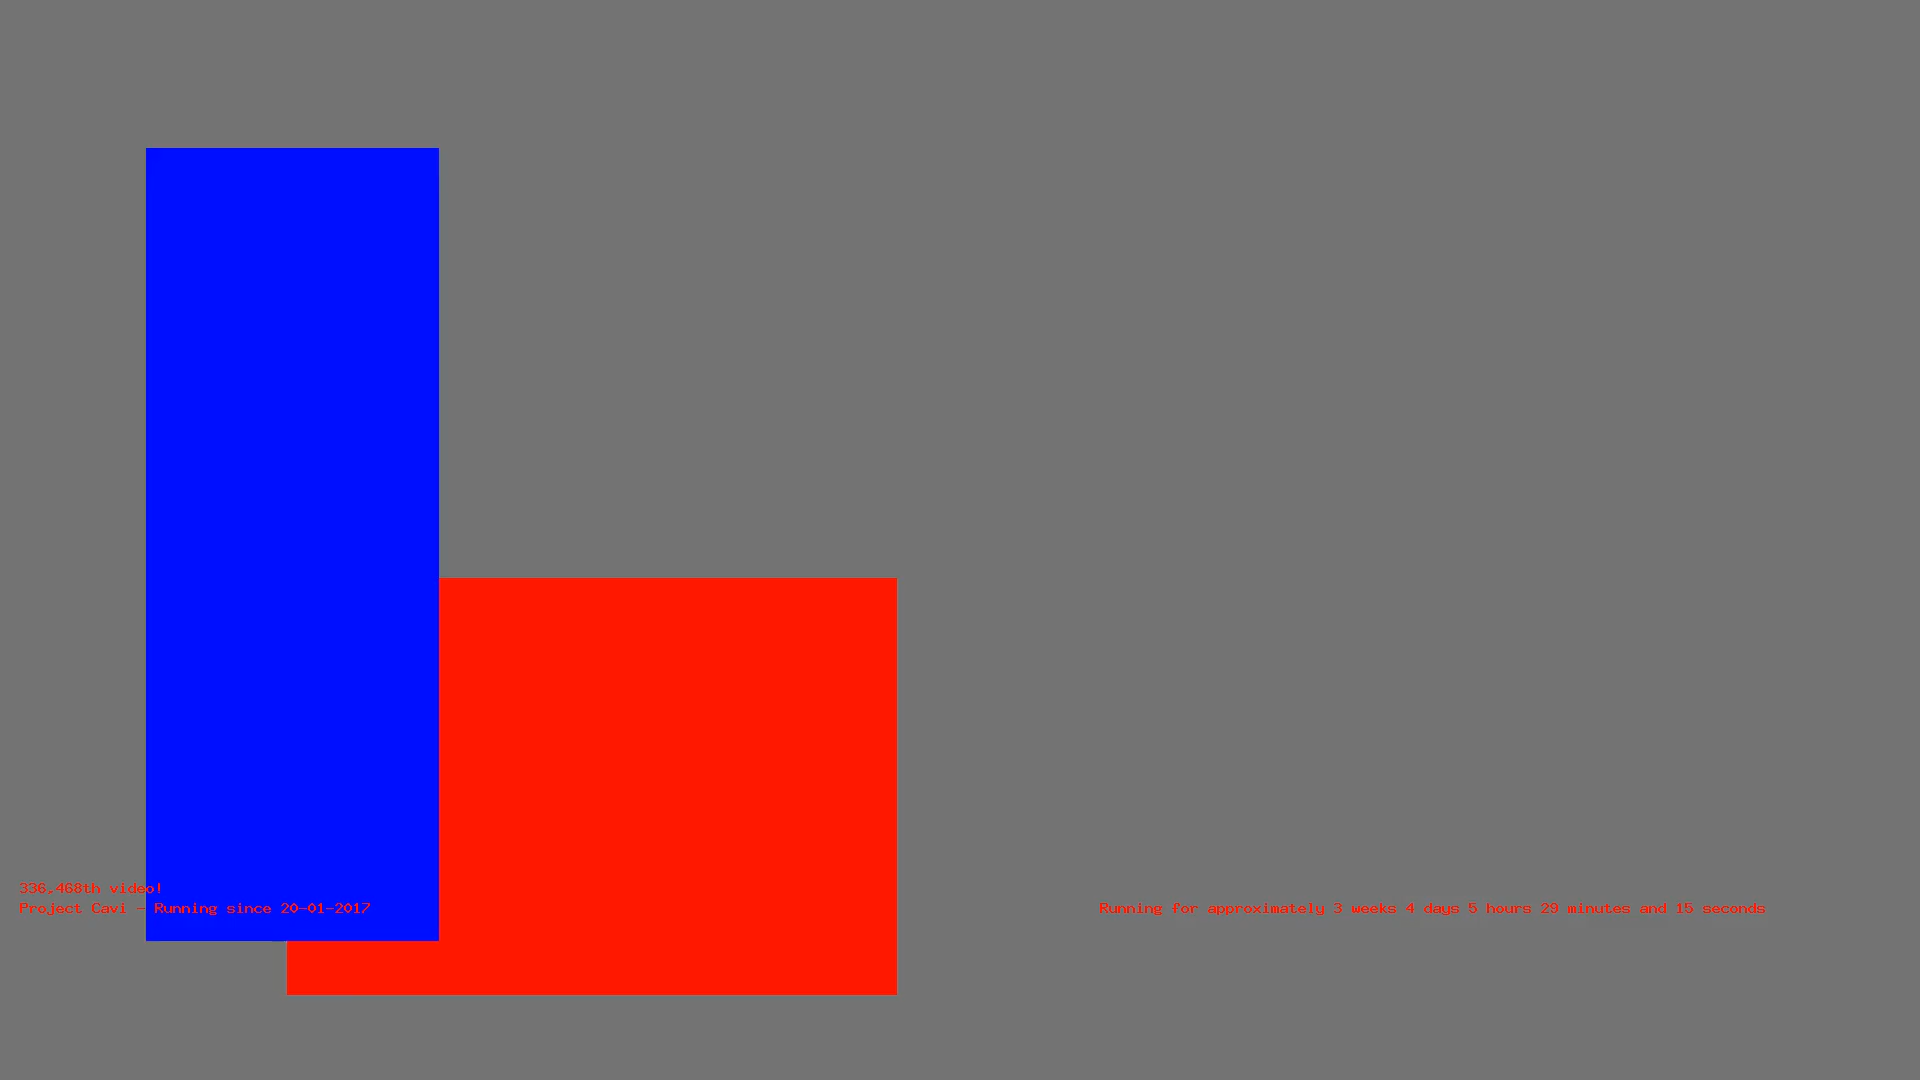 336,468th video!
Project Cavi - Running since 20-01-2017
Running for approximately 3 weeks 4 days 5 hours 29 minutes and 15 seconds